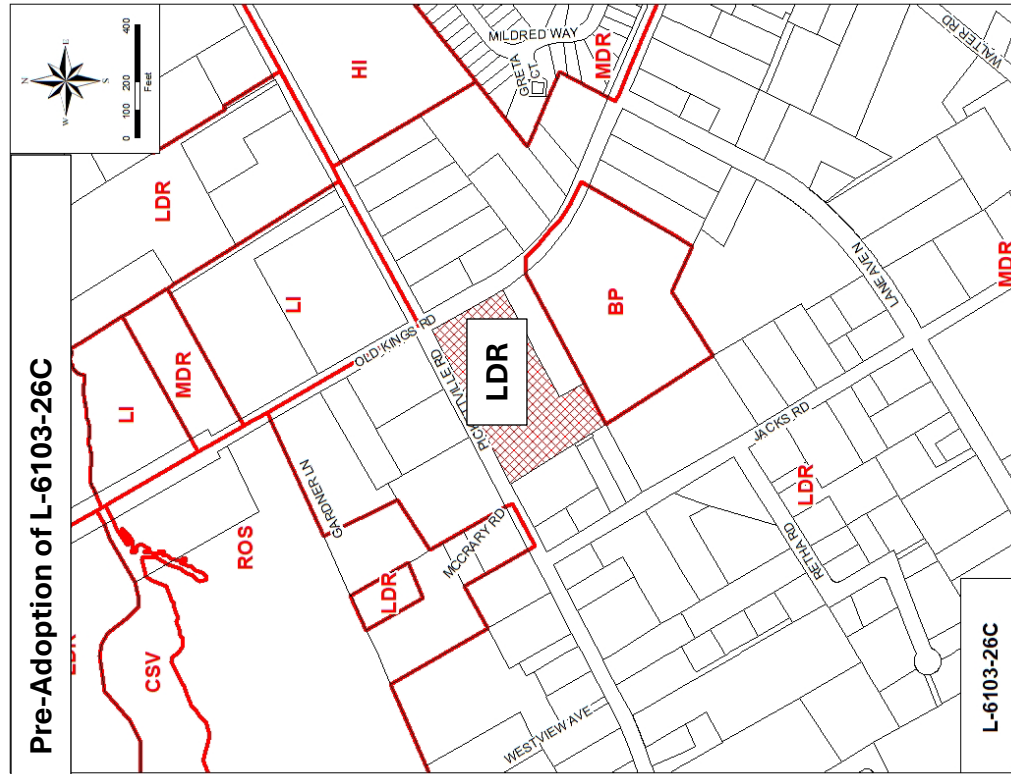 Pre-Adoption of L-6103-26C
N
E
S
W
0 100 200 400
Feet
LDR
HI
MILDRED WAY
GRETA
CT
MDR
WALTER RD
LI
MDR
LI
OLD KINGS RD
LDR
CSV
ROS
GARDNER LN
LDR
MCCRARY RD
LDR
BP
LANE AVE N
MDR
JACKS RD
LDR
RETHA RD
WESTVIEW AVE
L-6103-26C